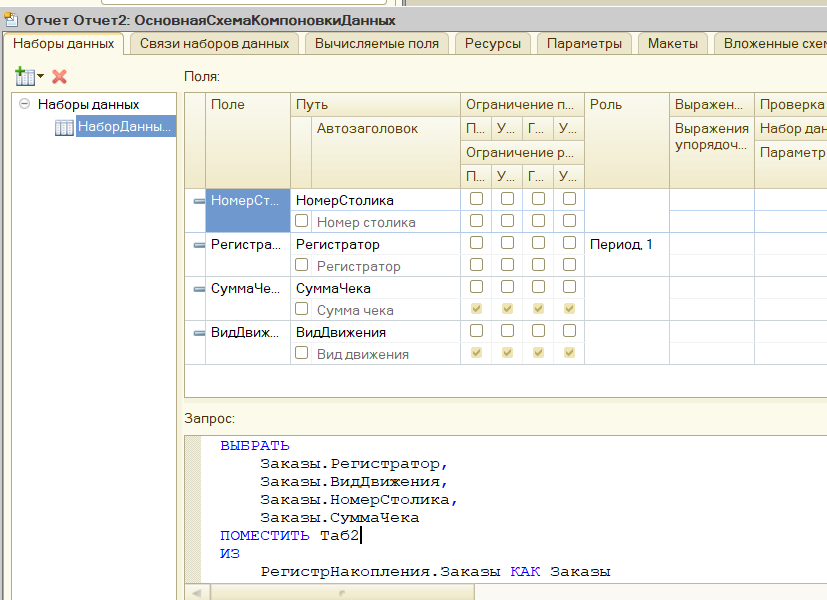 Отчет Отчет2: ОсновнаяСхемаКомпоновкиДанных
Наборы данных Связи наборов данных Вычисляемые поля Ресурсы Параметры Макеты Вложенные схем
Поля:
Наборы данных
НаборДанны...
Поле Путь Ограничение п... Роль Выражен... Проверка
Автозаголовок П... У... Г... У... Выражения упорядоч... Набор дан
Ограничение р... Параметр
П... У... Г... У...
НомерСт... НомерСтолика
Номер столика
Регистра... Регистратор Период, 1
Регистратор
СуммаЧе... СуммаЧека
Сумма чека
ВидДвиж... ВидДвижения
Вид движения
Запрос:
ВЫБРАТЬ
Заказы.Регистратор,
Заказы.ВидДвижения,
Заказы.НомерСтолика,
Заказы.СуммаЧека
ПОМЕСТИТЬ Таб2
ИЗ
РегистрНакопления.Заказы КАК Заказы